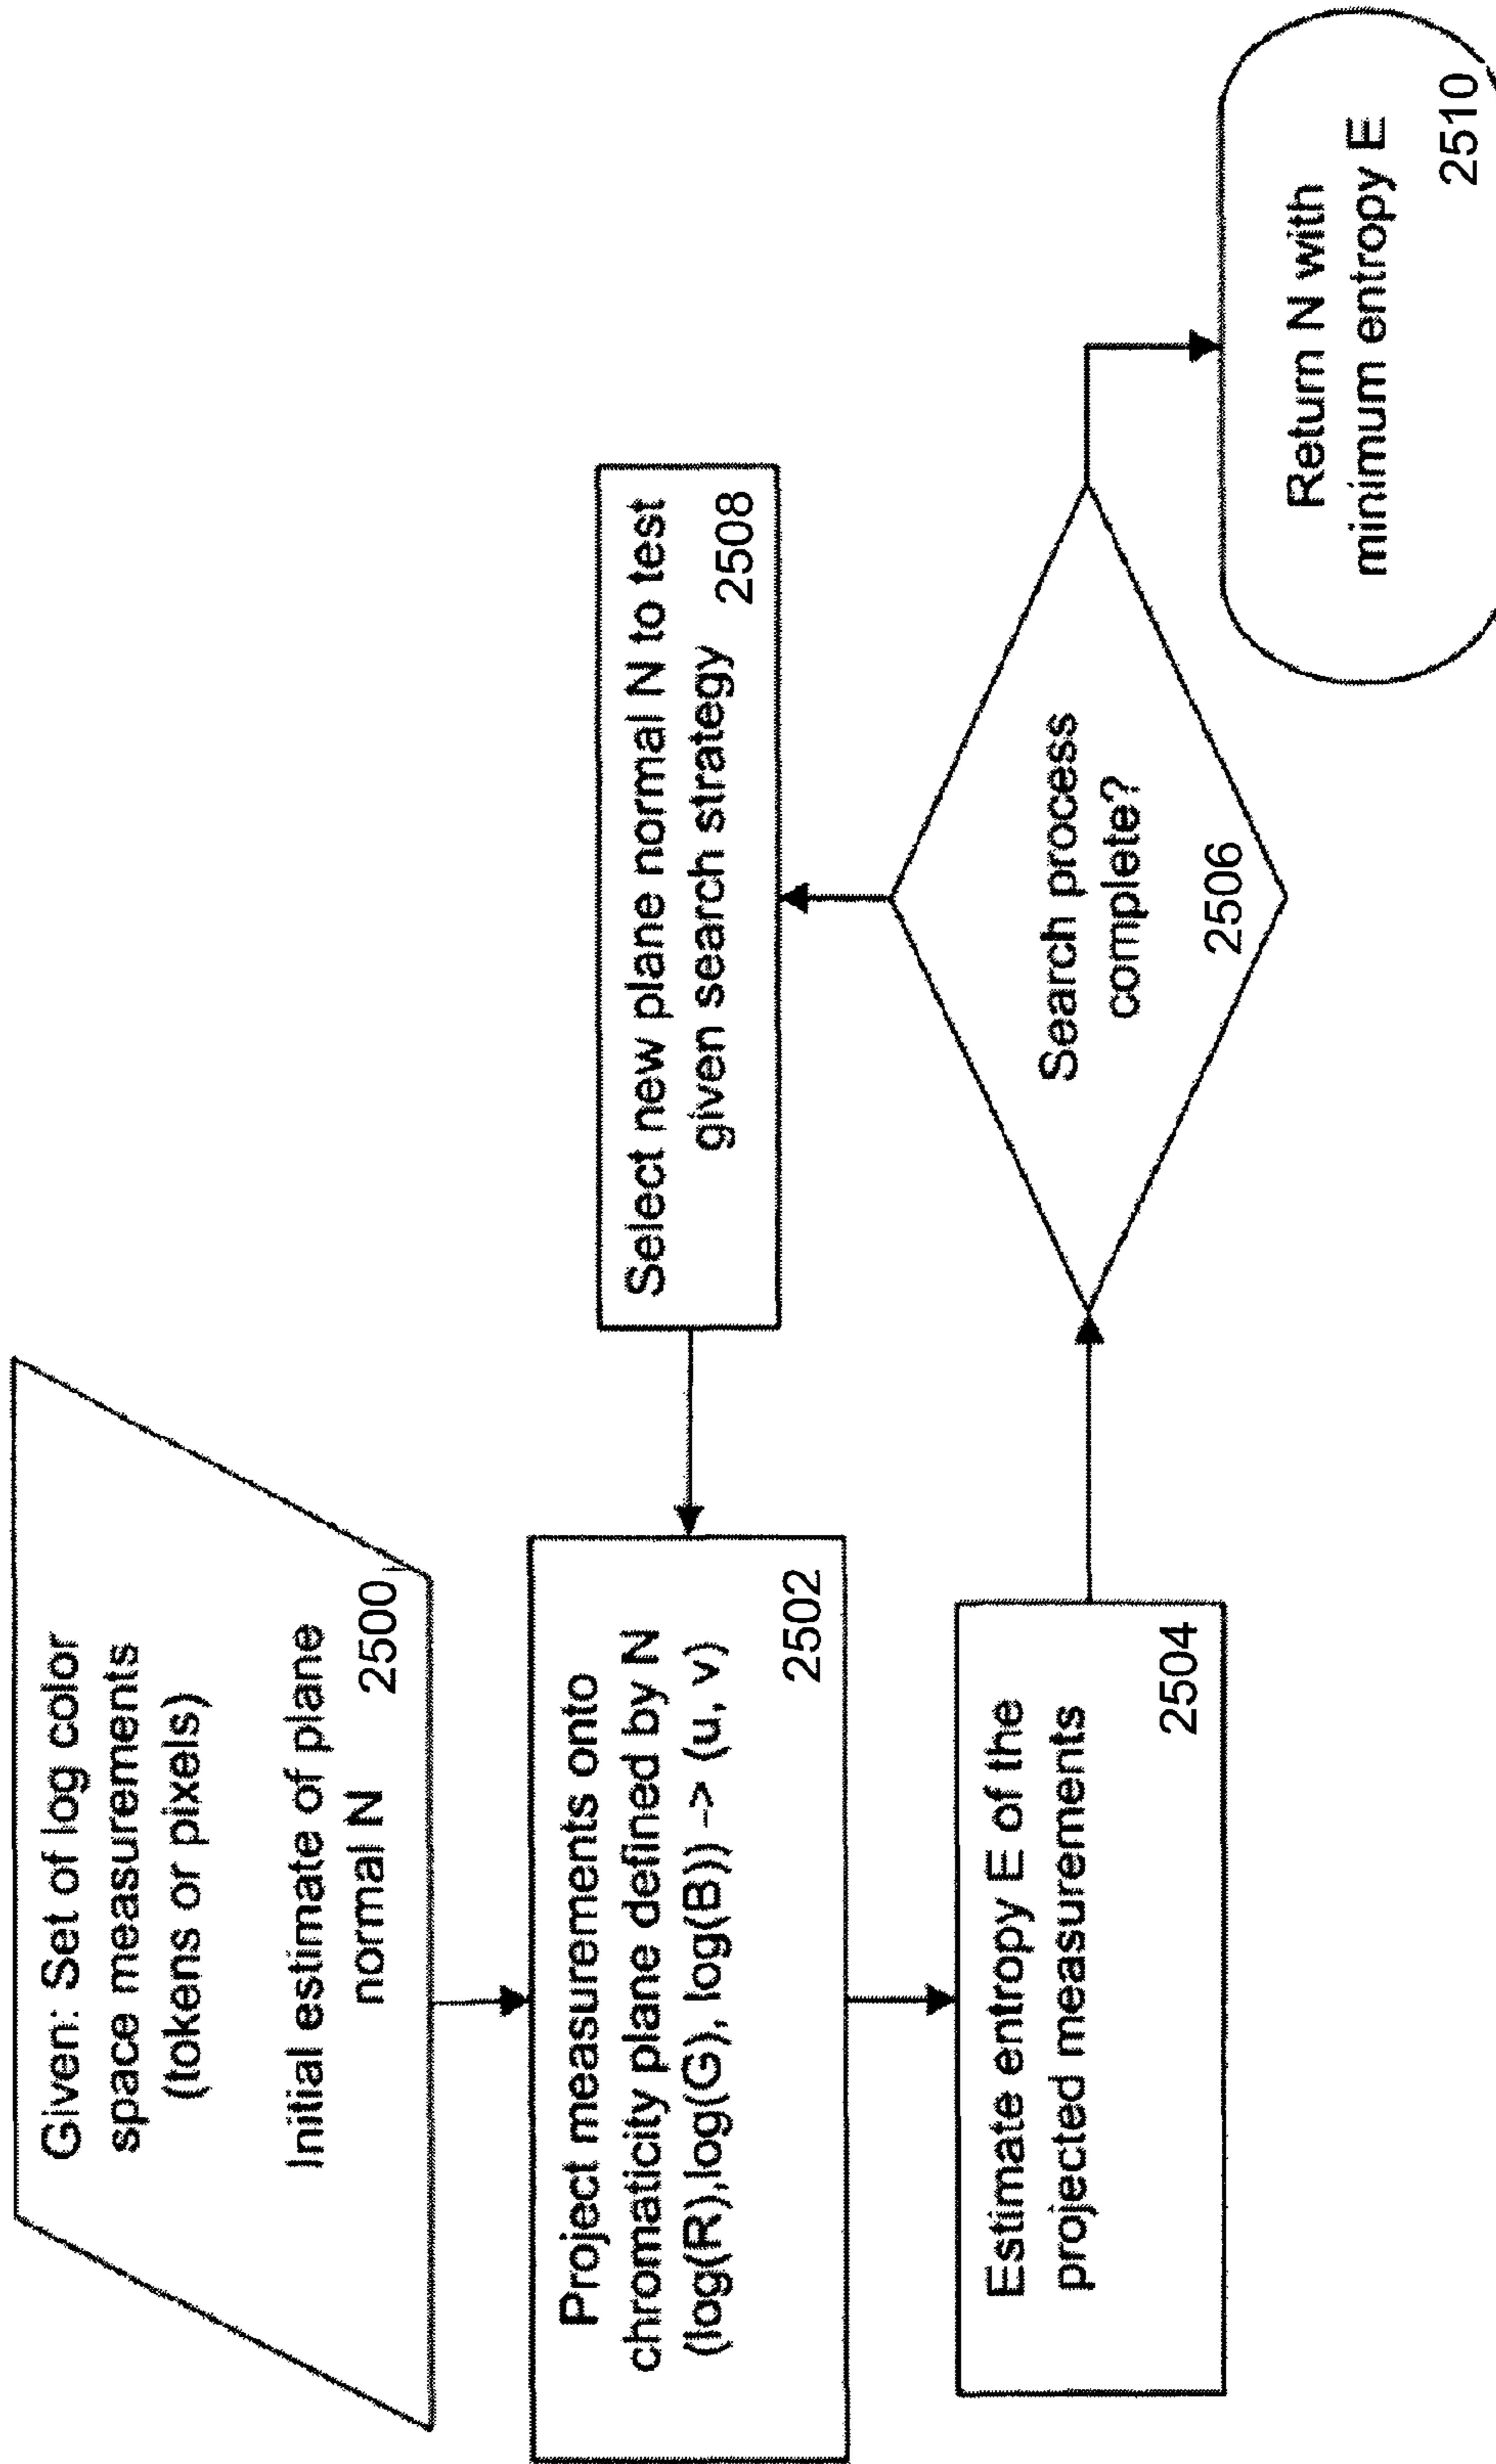 Given: Set of log color
space measurements
(tokens or pixels)
Initial estimate of plane
normal N
2500
Project measurements onto
chromaticity plane defined by N
(log(R),log(G), log(B)) -> (u, v)
2502
Estimate entropy E of the
projected measurements
2504
Search process
complete?
2506
Select new plane normal N to test
given search strategy
2508
Return N with
minimum entropy E
2510